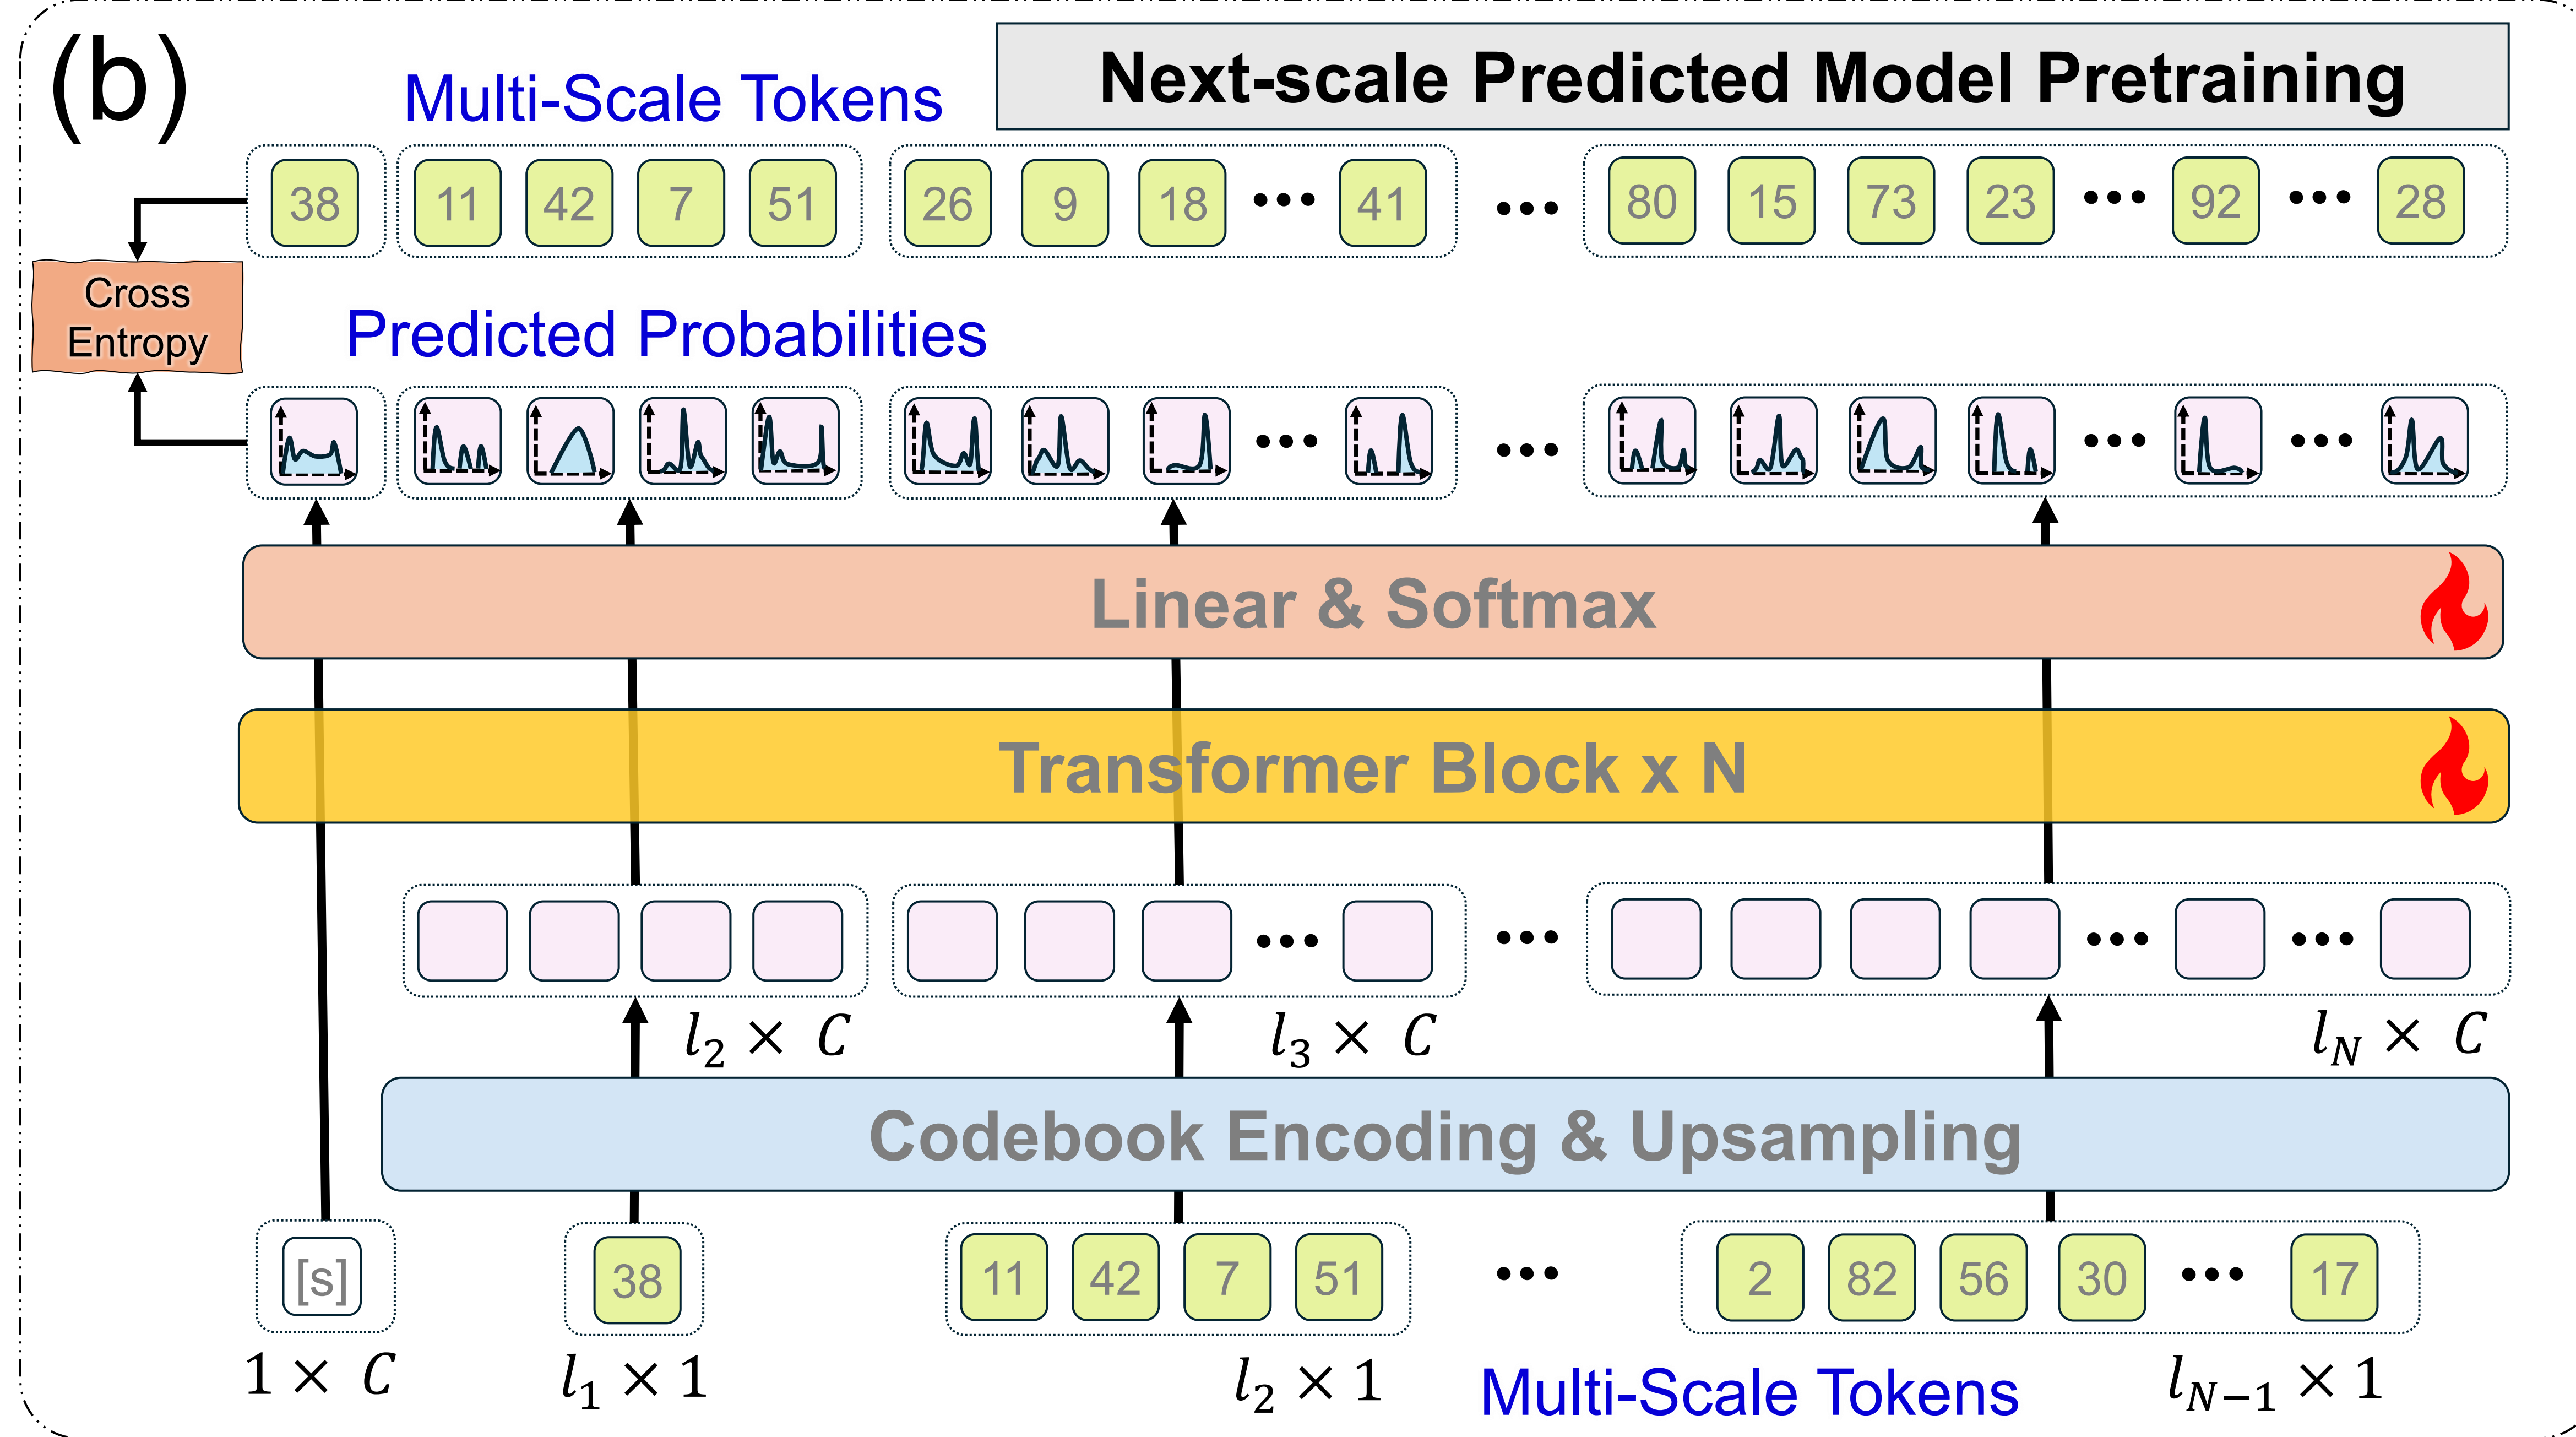 (b)
Next-scale Predicted Model Pretraining
Multi-Scale Tokens
38 11 42 7 51 26 9 18 ••• 41 ••• 80 15 73 23 ••• 92 ••• 28
Cross
Entropy
Predicted Probabilities
••• ••• ••• •••
Linear & Softmax
Transformer Block x N
••• ••• ••• •••
l₂ × C l₃ × C l_N × C
Codebook Encoding & Upsampling
[s] 38 11 42 7 51 ••• 2 82 56 30 ••• 17
1 × C l₁ × 1 l₂ × 1 l_{N−1} × 1
Multi-Scale Tokens